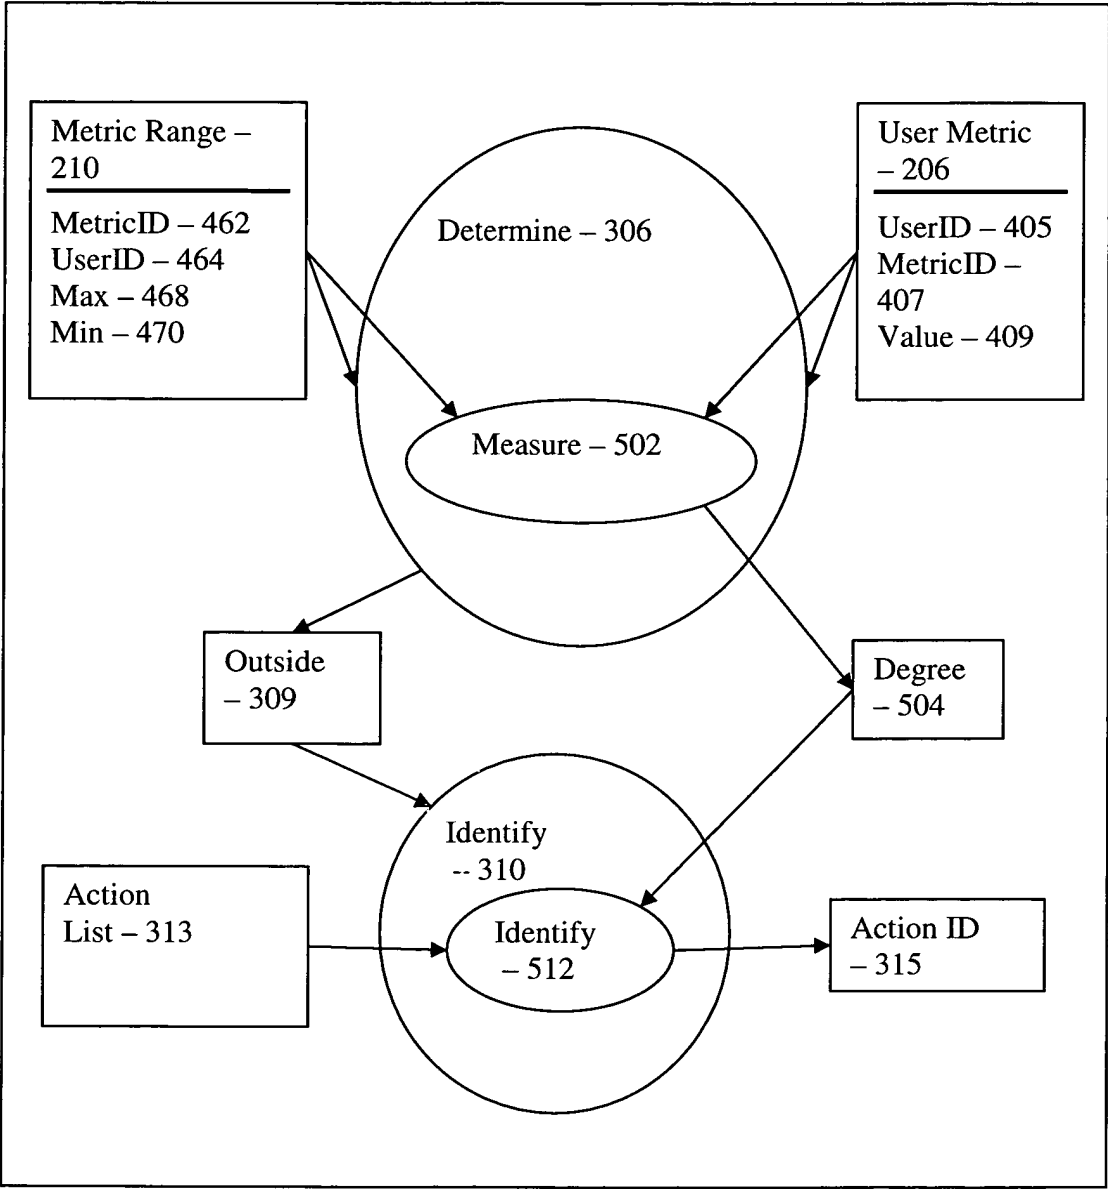 Metric Range –
210
MetricID – 462
UserID – 464
Max – 468
Min – 470
Determine – 306
User Metric
– 206
UserID – 405
MetricID –
407
Value – 409
Measure – 502
Outside
– 309
Degree
– 504
Identify
-- 310
Action
List – 313
Identify
– 512
Action ID
– 315